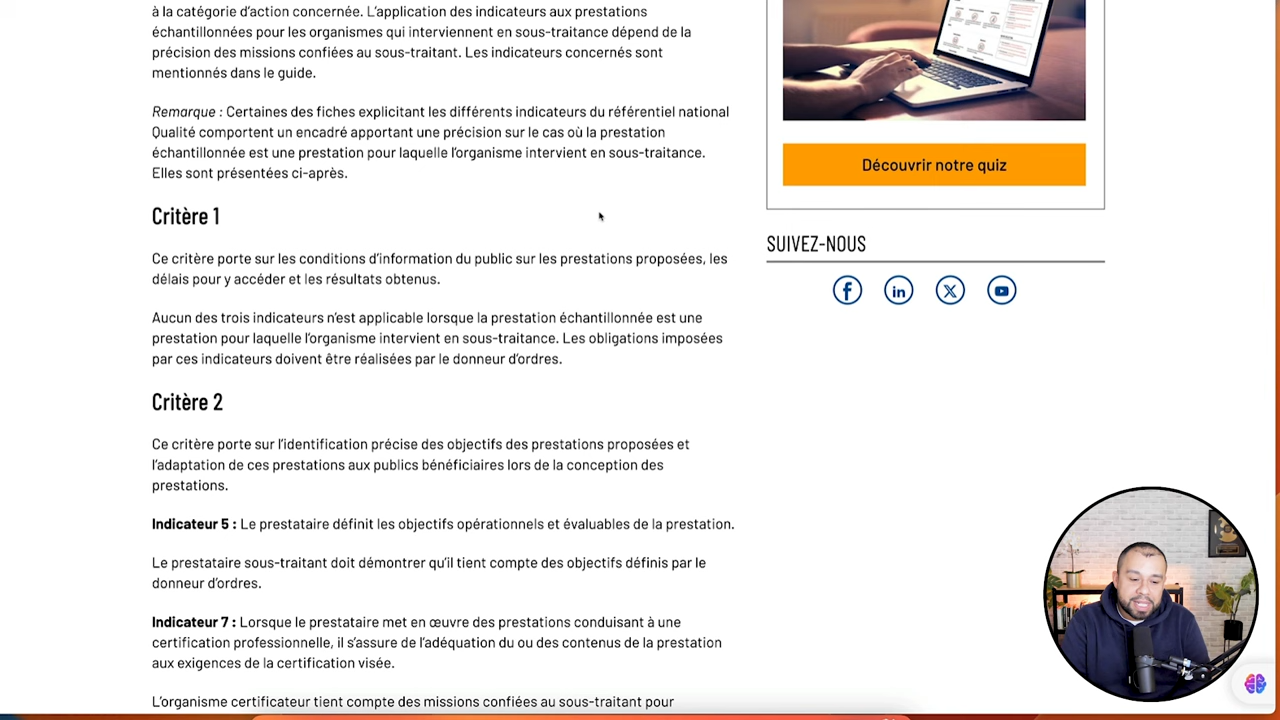 à la catégorie d'action concernée. L'application des indicateurs aux prestations
échantillonnées pour les organismes qui interviennent en sous-traitance dépend de la
précision des missions confiées au sous-traitant. Les indicateurs concernés sont
mentionnés dans le guide.
Remarque : Certaines des fiches explicitant les différents indicateurs du référentiel national
Qualité comportent un encadré apportant une précision sur le cas où la prestation
échantillonnée est une prestation pour laquelle l'organisme intervient en sous-traitance.
Elles sont présentées ci-après.
Critère 1
Ce critère porte sur les conditions d'information du public sur les prestations proposées, les
délais pour y accéder et les résultats obtenus.
Aucun des trois indicateurs n'est applicable lorsque la prestation échantillonnée est une
prestation pour laquelle l'organisme intervient en sous-traitance. Les obligations imposées
par ces indicateurs doivent être réalisées par le donneur d'ordres.
Critère 2
Ce critère porte sur l'identification précise des objectifs des prestations proposées et
l'adaptation de ces prestations aux publics bénéficiaires lors de la conception des
prestations.
Indicateur 5 : Le prestataire définit les objectifs opérationnels et évaluables de la prestation.
Le prestataire sous-traitant doit démontrer qu'il tient compte des objectifs définis par le
donneur d'ordres.
Indicateur 7 : Lorsque le prestataire met en œuvre des prestations conduisant à une
certification professionnelle, il s'assure de l'adéquation du ou des contenus de la prestation
aux exigences de la certification visée.
L'organisme certificateur tient compte des missions confiées au sous-traitant pour
Découvrir notre quiz
SUIVEZ-NOUS